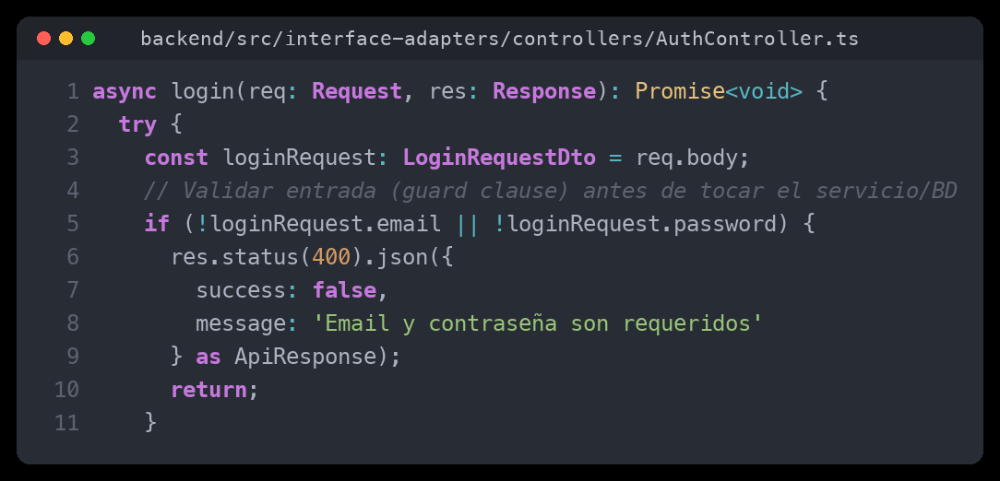 backend/src/interface-adapters/controllers/AuthController.ts
1 async login(req: Request, res: Response): Promise<void> {
2   try {
3     const loginRequest: LoginRequestDto = req.body;
4     // Validar entrada (guard clause) antes de tocar el servicio/BD
5     if (!loginRequest.email || !loginRequest.password) {
6       res.status(400).json({
7         success: false,
8         message: 'Email y contraseña son requeridos'
9       } as ApiResponse);
10       return;
11     }